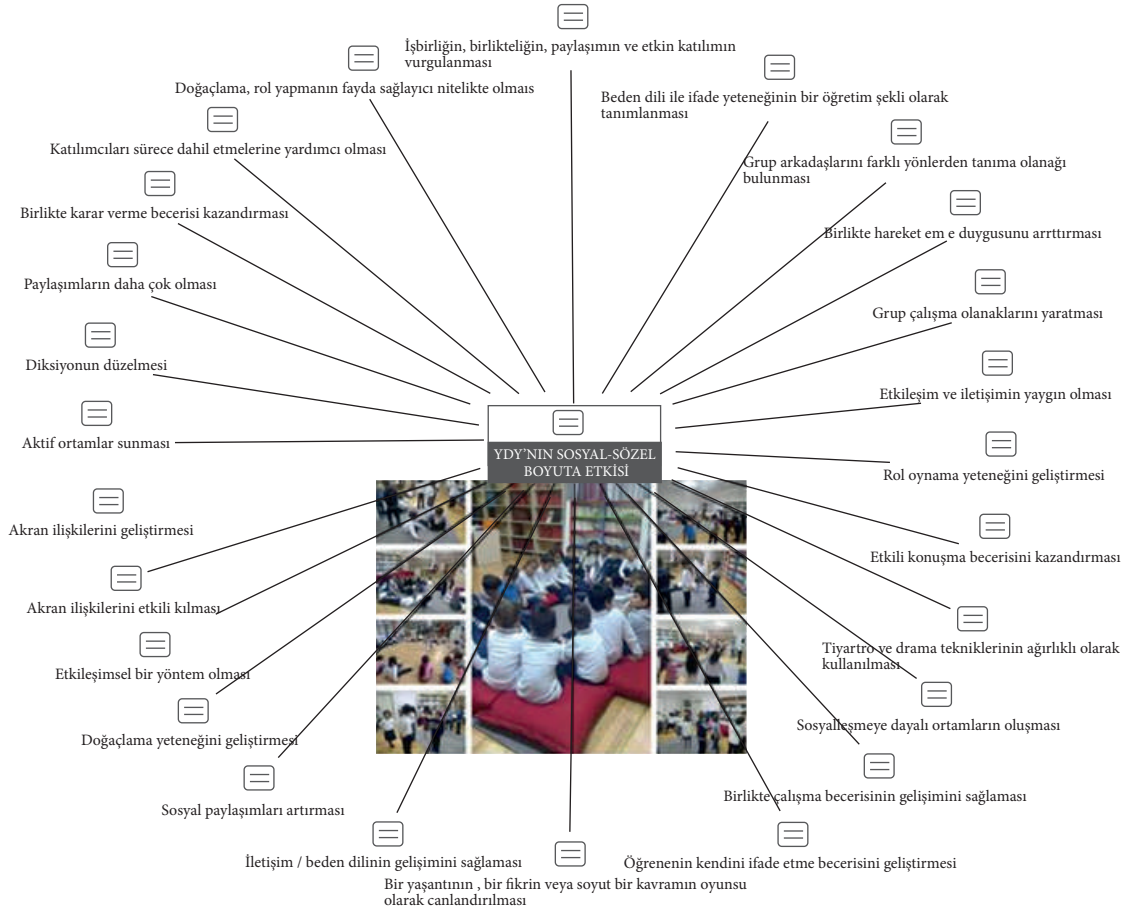 İşbirliğin, birlikteliğin, paylaşımın ve etkin katılımın
vurgulanması
Doğaçlama, rol yapmanın fayda sağlayıcı nitelikte olmaıs
Beden dili ile ifade yeteneğinin bir öğretim şekli olarak
tanımlanması
Katılımcıları sürece dahil etmelerine yardımcı olması
Grup arkadaşlarını farklı yönlerden tanıma olanağı
bulunması
Birlikte karar verme becerisi kazandırması
Birlikte hareket em e duygusunu arrttırması
Paylaşımların daha çok olması
Grup çalışma olanaklarını yaratması
Diksiyonun düzelmesi
Etkileşim ve iletişimin yaygın olması
Aktif ortamlar sunması
YDY’NIN SOSYAL-SÖZEL
BOYUTA ETKİSİ
Rol oynama yeteneğini geliştirmesi
Akran ilişkilerini geliştirmesi
Etkili konuşma becerisini kazandırması
Akran ilişkilerini etkili kılması
Tiyartro ve drama tekniklerinin ağırlıklı olarak
kullanılması
Etkileşimsel bir yöntem olması
Sosyalleşmeye dayalı ortamların oluşması
Doğaçlama yeteneğini geliştirmesi
Birlikte çalışma becerisinin gelişimini sağlaması
Sosyal paylaşımları artırması
İletişim / beden dilinin gelişimini sağlaması
Öğrenenin kendini ifade etme becerisini geliştirmesi
Bir yaşantının , bir fikrin veya soyut bir kavramın oyunsu
olarak canlandırılması